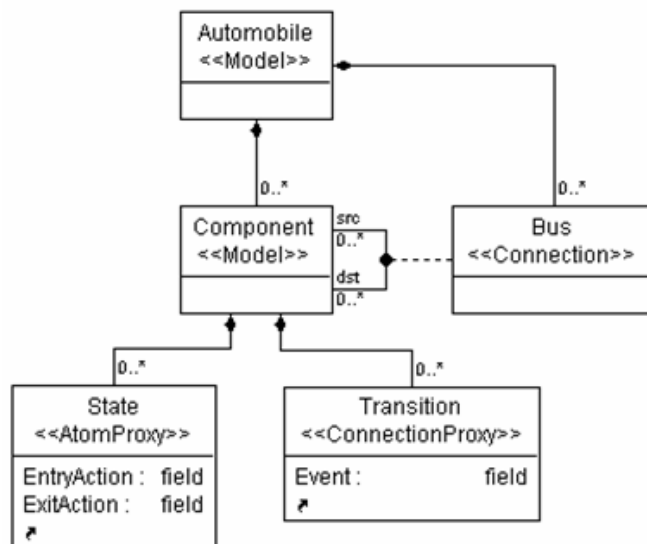 Automobile
<<Model>>
0..*
0..*
Component
<<Model>>
src
0..*
dst
0..*
Bus
<<Connection>>
0..*
0..*
State
<<AtomProxy>>
EntryAction : field
ExitAction : field
Transition
<<ConnectionProxy>>
Event : field